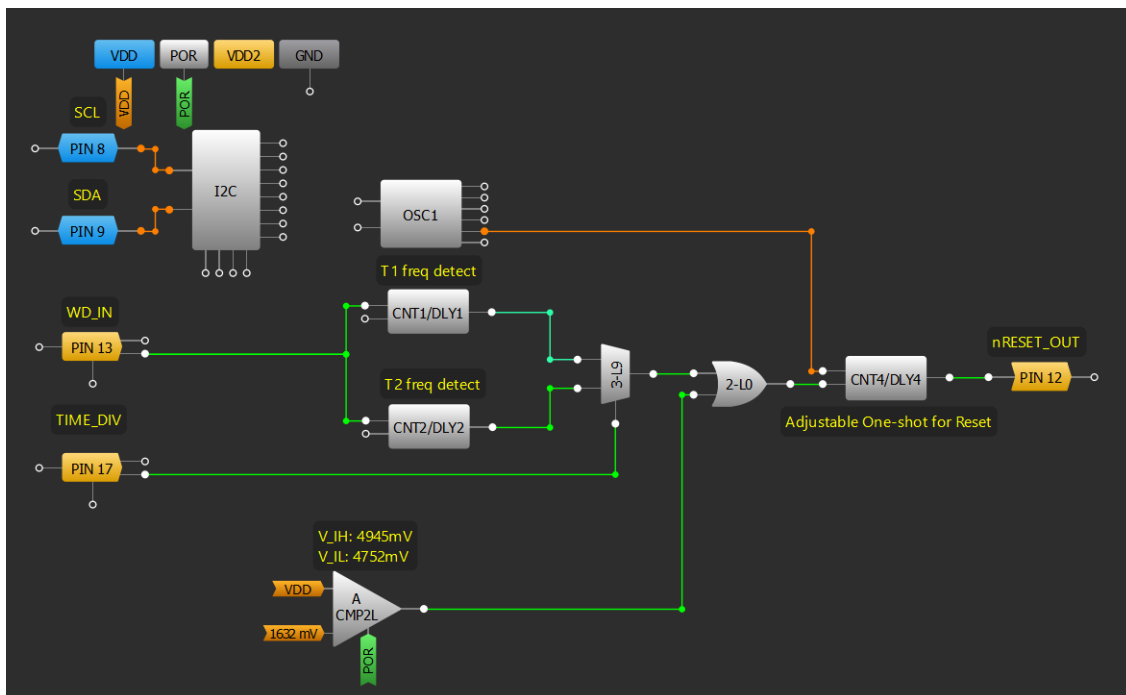 VDD
POR
VDD2
GND
VDD
POR
SCL
PIN 8
I2C
SDA
PIN 9
OSC1
T1 freq detect
CNT1/DLY1
WD_IN
PIN 13
T2 freq detect
CNT2/DLY2
3-L9
2-L0
CNT4/DLY4
nRESET_OUT
PIN 12
Adjustable One-shot for Reset
TIME_DIV
PIN 17
V_IH: 4945mV
V_IL: 4752mV
VDD
A
CMP2L
1632 mV
POR